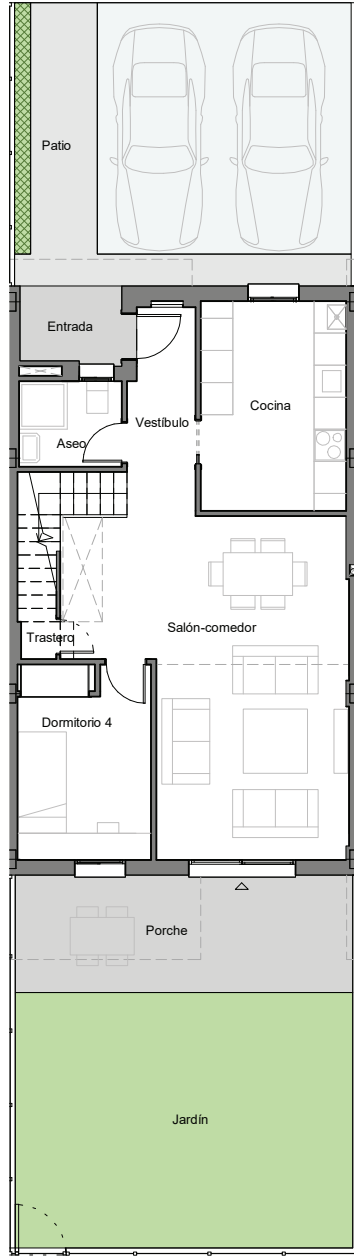 Patio
Entrada
Cocina
Vestíbulo
Aseo
Salón-comedor
Trastero
Dormitorio 4
Porche
Jardín